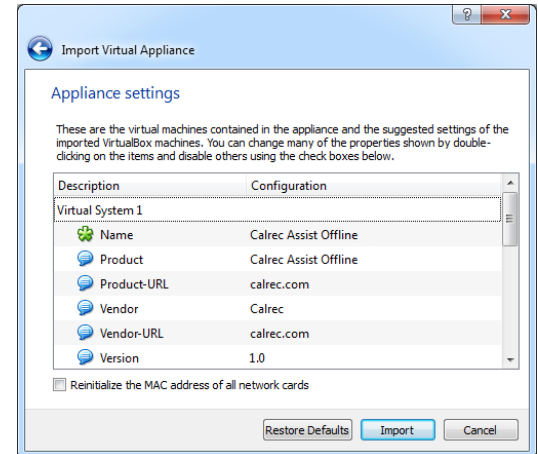 Import Virtual Appliance
Appliance settings
These are the virtual machines contained in the appliance and the suggested settings of the
imported VirtualBox machines. You can change many of the properties shown by double-
clicking on the items and disable others using the check boxes below.
Description Configuration
Virtual System 1
Name Calrec Assist Offline
Product Calrec Assist Offline
Product-URL calrec.com
Vendor Calrec
Vendor-URL calrec.com
Version 1.0
Reinitialize the MAC address of all network cards
Restore Defaults Import Cancel